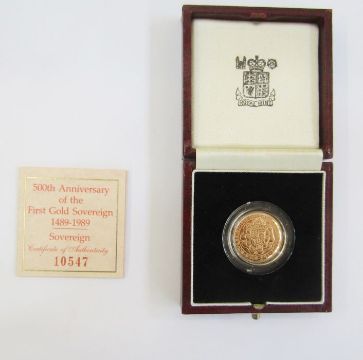 500th Anniversary
of the
First Gold Sovereign
1489-1989
Sovereign
Certificate of Authenticity
10547